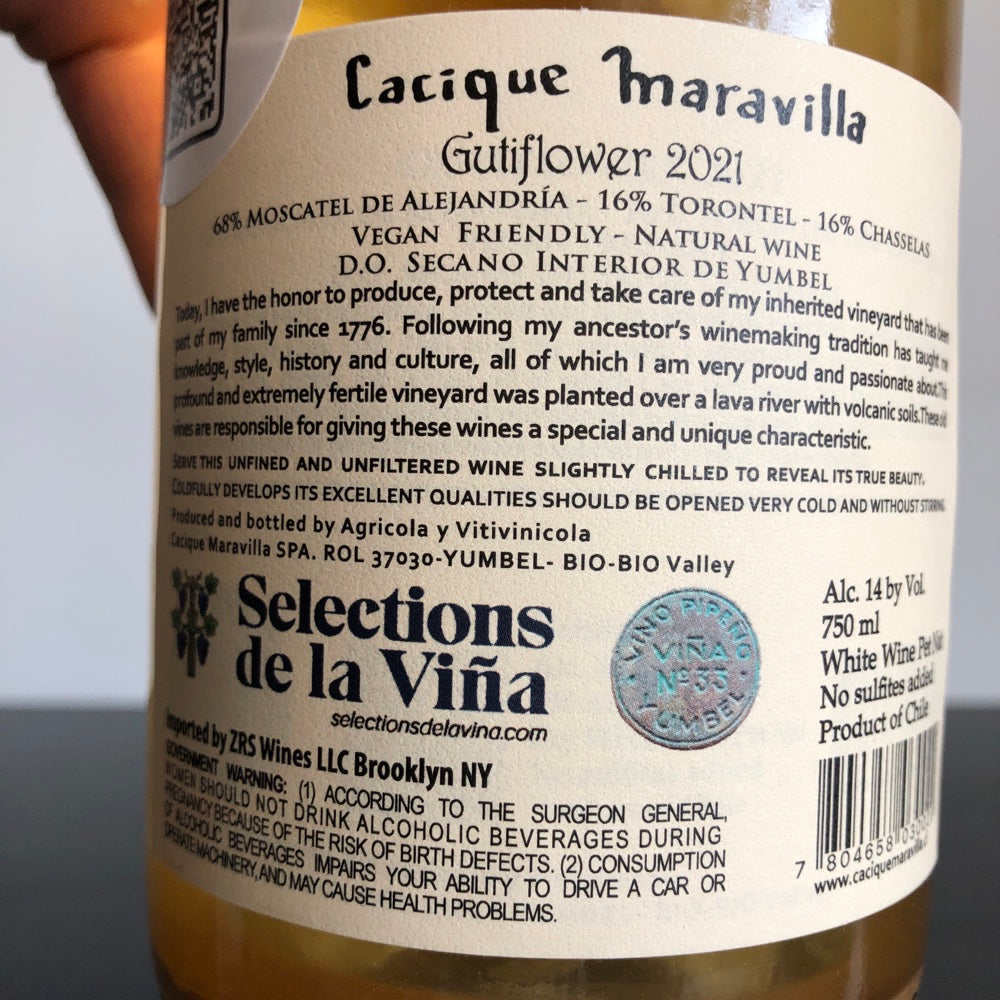 Cacique Maravilla
Gutiflower 2021
68% Moscatel de Alejandría - 16% Torontel - 16% Chasselas
Vegan Friendly - Natural wine
D.O. Secano Interior de Yumbel
Today, I have the honor to produce, protect and take care of my inherited vineyard that has been
part of my family since 1776. Following my ancestor's winemaking tradition has taught me
knowledge, style, history and culture, all of which I am very proud and passionate about. This
profound and extremely fertile vineyard was planted over a lava river with volcanic soils. These old
vines are responsible for giving these wines a special and unique characteristic.
SERVE THIS UNFINED AND UNFILTERED WINE SLIGHTLY CHILLED TO REVEAL ITS TRUE BEAUTY.
COLDFULLY DEVELOPS ITS EXCELLENT QUALITIES SHOULD BE OPENED VERY COLD AND WITHOUST STIRRING.
Produced and bottled by Agricola y Vitivinicola
Cacique Maravilla SPA. ROL 37030-YUMBEL- BIO-BIO Valley
Selections
de la Viña
selectionsdelavina.com
VINO PIPEÑO
VIÑA
Nº 33
YUMBEL
Alc. 14 by Vol.
750 ml
White Wine Pet Nat
No sulfites added
Product of Chile
Imported by ZRS Wines LLC Brooklyn NY
GOVERNMENT WARNING: (1) ACCORDING TO THE SURGEON GENERAL,
WOMEN SHOULD NOT DRINK ALCOHOLIC BEVERAGES DURING
PREGNANCY BECAUSE OF THE RISK OF BIRTH DEFECTS. (2) CONSUMPTION
OF ALCOHOLIC BEVERAGES IMPAIRS YOUR ABILITY TO DRIVE A CAR OR
OPERATE MACHINERY, AND MAY CAUSE HEALTH PROBLEMS.
7 804658